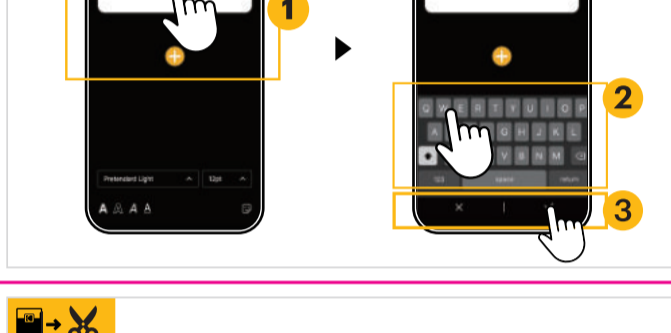 1
2
Q W E R T Y U I O P
A G H J K L
V B N M
123 space return
Pretendard Light 12pt
A A A A
3